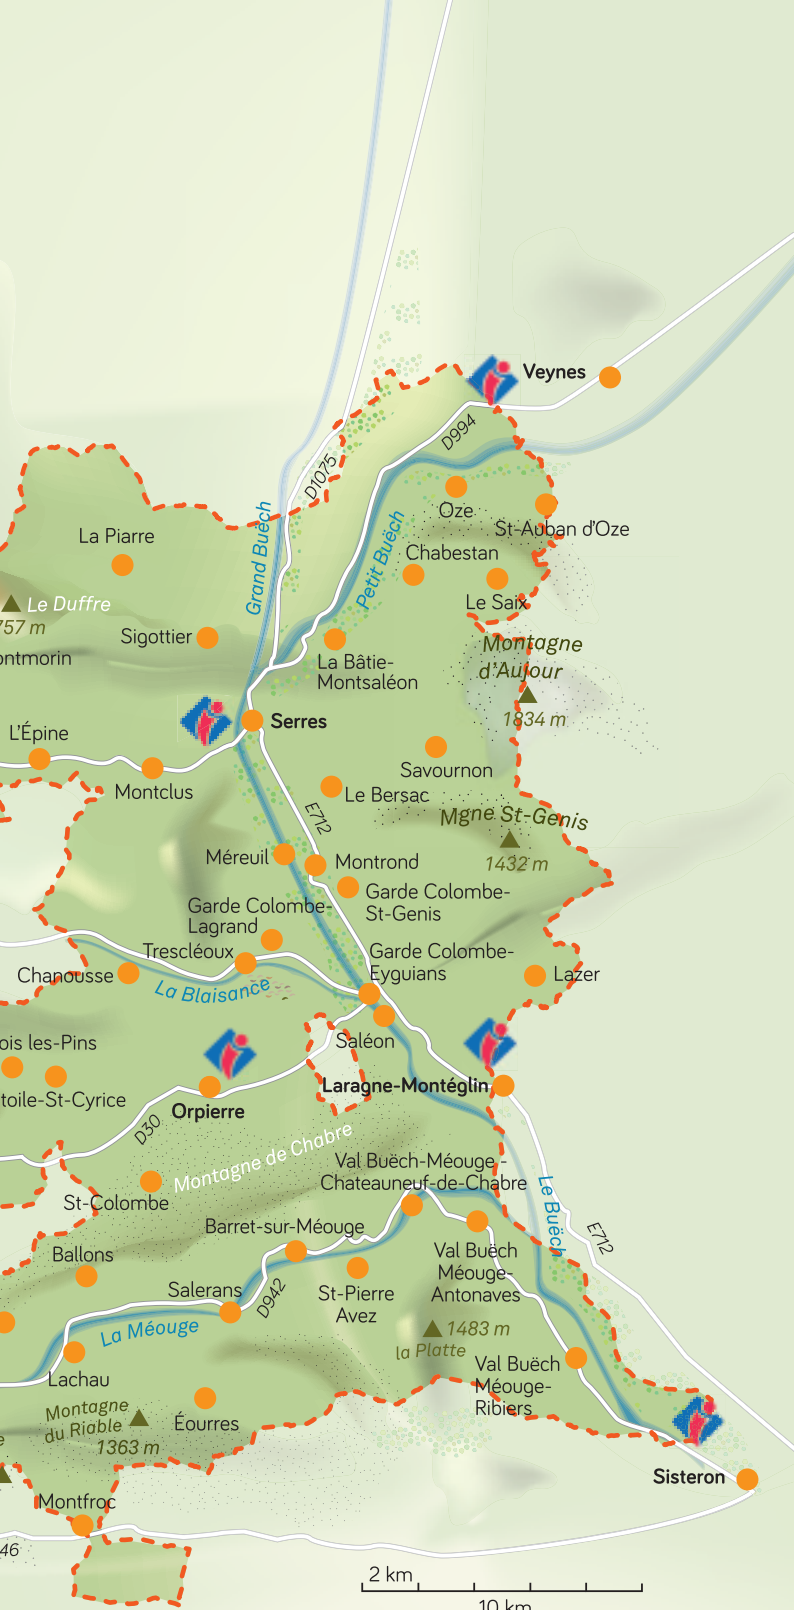 Veynes
D994
D1075
Grand Buëch
Petit Buëch
Oze
St-Auban d'Oze
La Piarre
Chabestan
Le Saix
Le Duffre
757 m
ontmorin
Sigottier
La Bâtie-
Montsaléon
Montagne
d'Aujour
1834 m
Serres
L'Épine
Montclus
Savournon
Le Bersac
E712
Mgne St-Genis
1432 m
Méreuil
Montrond
Garde Colombe-
St-Genis
Garde Colombe-
Lagrand
Trescléoux
Garde Colombe-
Eyguians
Chanousse
La Blaisance
Lazer
Saléon
ois les-Pins
toile-St-Cyrice
Orpierre
Laragne-Montéglin
D30
Montagne de Chabre
St-Colombe
Val Buëch-Méouge-
Chateauneuf-de-Chabre
Le Buëch
E712
Barret-sur-Méouge
Ballons
Val Buëch
Méouge-
Antonaves
Salerans
D942
St-Pierre
Avez
La Méouge
1483 m
la Platte
Lachau
Val Buëch
Méouge-
Ribiers
Montagne
du Riable
1363 m
Éourres
e
Montfroc
Sisteron
46
2 km
10 km